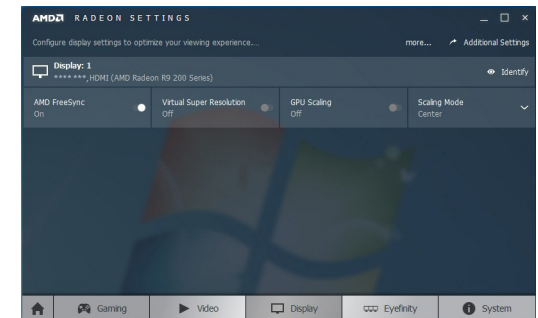 AMD RADEON SETTINGS
Configure display settings to optimize your viewing experience....
more...
Additional Settings
Display: 1
**** ***, HDMI (AMD Radeon R9 200 Series)
Identify
AMD FreeSync
On
Virtual Super Resolution
Off
GPU Scaling
Off
Scaling Mode
Center
Gaming
Video
Display
Eyefinity
System